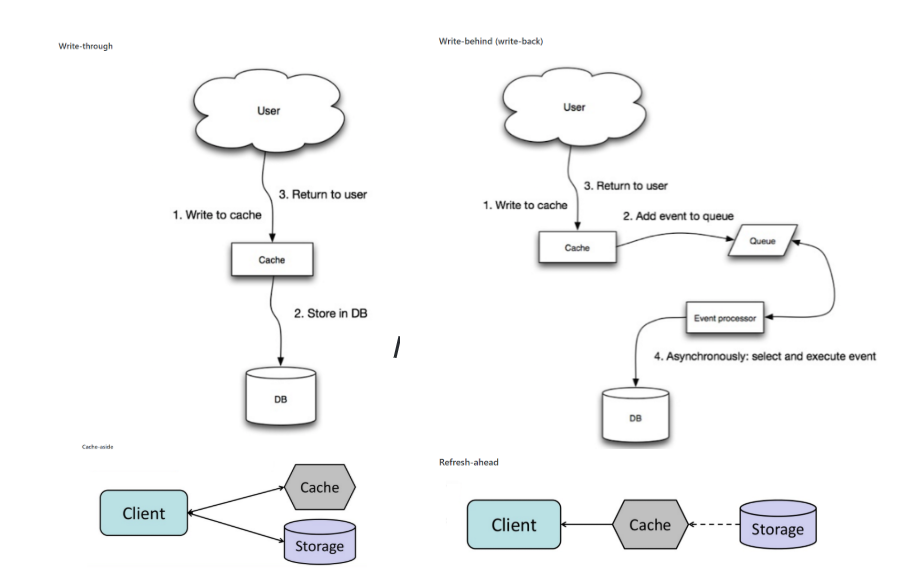 Write-through
User
3. Return to user
1. Write to cache
Cache
2. Store in DB
DB
Write-behind (write-back)
User
3. Return to user
1. Write to cache
2. Add event to queue
Cache
Queue
Event processor
4. Asynchronously: select and execute event
DB
Cache-aside
Client
Cache
Storage
Refresh-ahead
Client
Cache
Storage